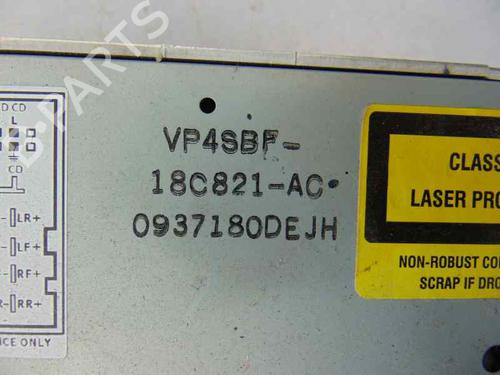 D CD
L
CD
VP4SBF-
18C821-AC
0937180DEJH
- LR+
- LF+
- RF+
R- RR+
ICE ONLY
CLASS
LASER PRO
NON-ROBUST CO
SCRAP IF DRO
B-PARTS